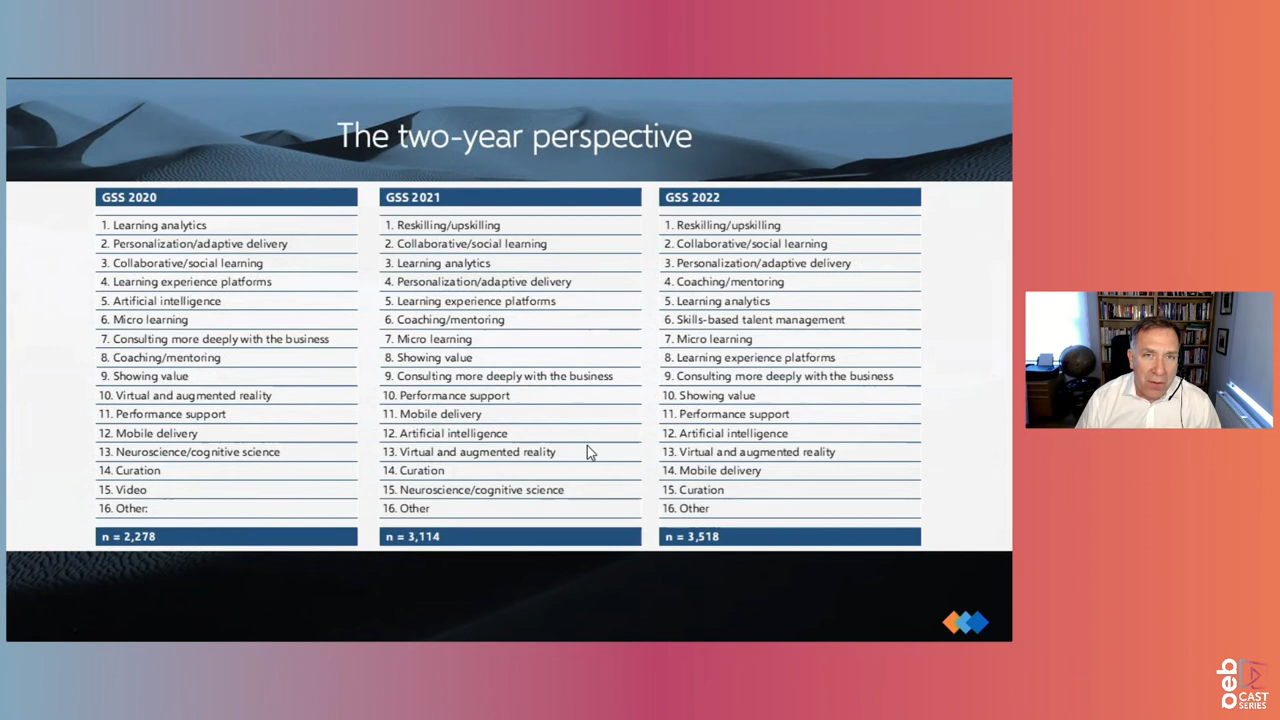 The two-year perspective
GSS 2020
1. Learning analytics
2. Personalization/adaptive delivery
3. Collaborative/social learning
4. Learning experience platforms
5. Artificial intelligence
6. Micro learning
7. Consulting more deeply with the business
8. Coaching/mentoring
9. Showing value
10. Virtual and augmented reality
11. Performance support
12. Mobile delivery
13. Neuroscience/cognitive science
14. Curation
15. Video
16. Other:
n = 2,278
GSS 2021
1. Reskilling/upskilling
2. Collaborative/social learning
3. Learning analytics
4. Personalization/adaptive delivery
5. Learning experience platforms
6. Coaching/mentoring
7. Micro learning
8. Showing value
9. Consulting more deeply with the business
10. Performance support
11. Mobile delivery
12. Artificial intelligence
13. Virtual and augmented reality
14. Curation
15. Neuroscience/cognitive science
16. Other
n = 3,114
GSS 2022
1. Reskilling/upskilling
2. Collaborative/social learning
3. Personalization/adaptive delivery
4. Coaching/mentoring
5. Learning analytics
6. Skills-based talent management
7. Micro learning
8. Learning experience platforms
9. Consulting more deeply with the business
10. Showing value
11. Performance support
12. Artificial intelligence
13. Virtual and augmented reality
14. Mobile delivery
15. Curation
16. Other
n = 3,518
oeb
CAST
SERIES